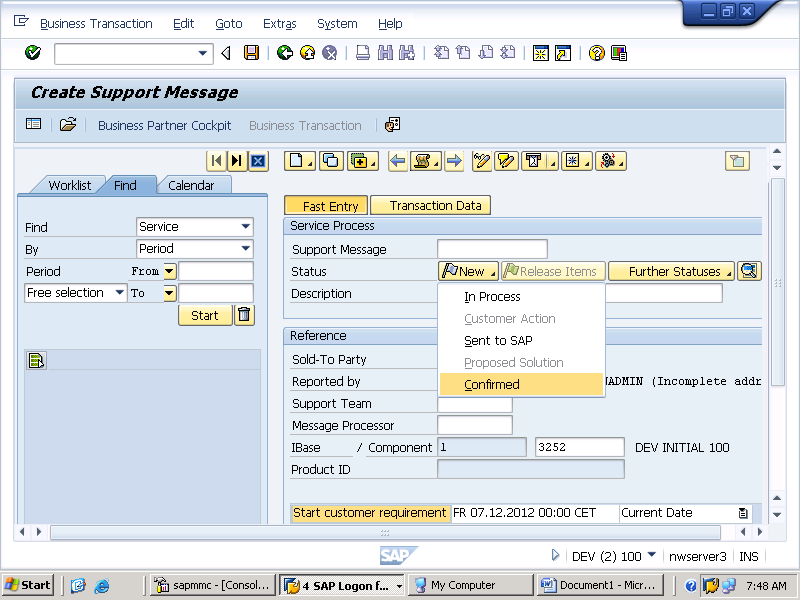 Business Transaction Edit Goto Extras System Help
Create Support Message
Business Partner Cockpit Business Transaction
Worklist Find Calendar
Find Service
By Period
Period From
Free selection To
Start
Fast Entry Transaction Data
Service Process
Support Message
Status New Release Items Further Statuses
Description
In Process
Customer Action
Sent to SAP
Proposed Solution
Confirmed
Reference
Sold-To Party
Reported by NADMIN (Incomplete addr
Support Team
Message Processor
IBase / Component 1 3252 DEV INITIAL 100
Product ID
Start customer requirement FR 07.12.2012 00:00 CET Current Date
SAP
DEV (2) 100 nwserver3 INS
Start sapmmc - [Consol... 4 SAP Logon f... My Computer Document1 - Micr... 7:48 AM